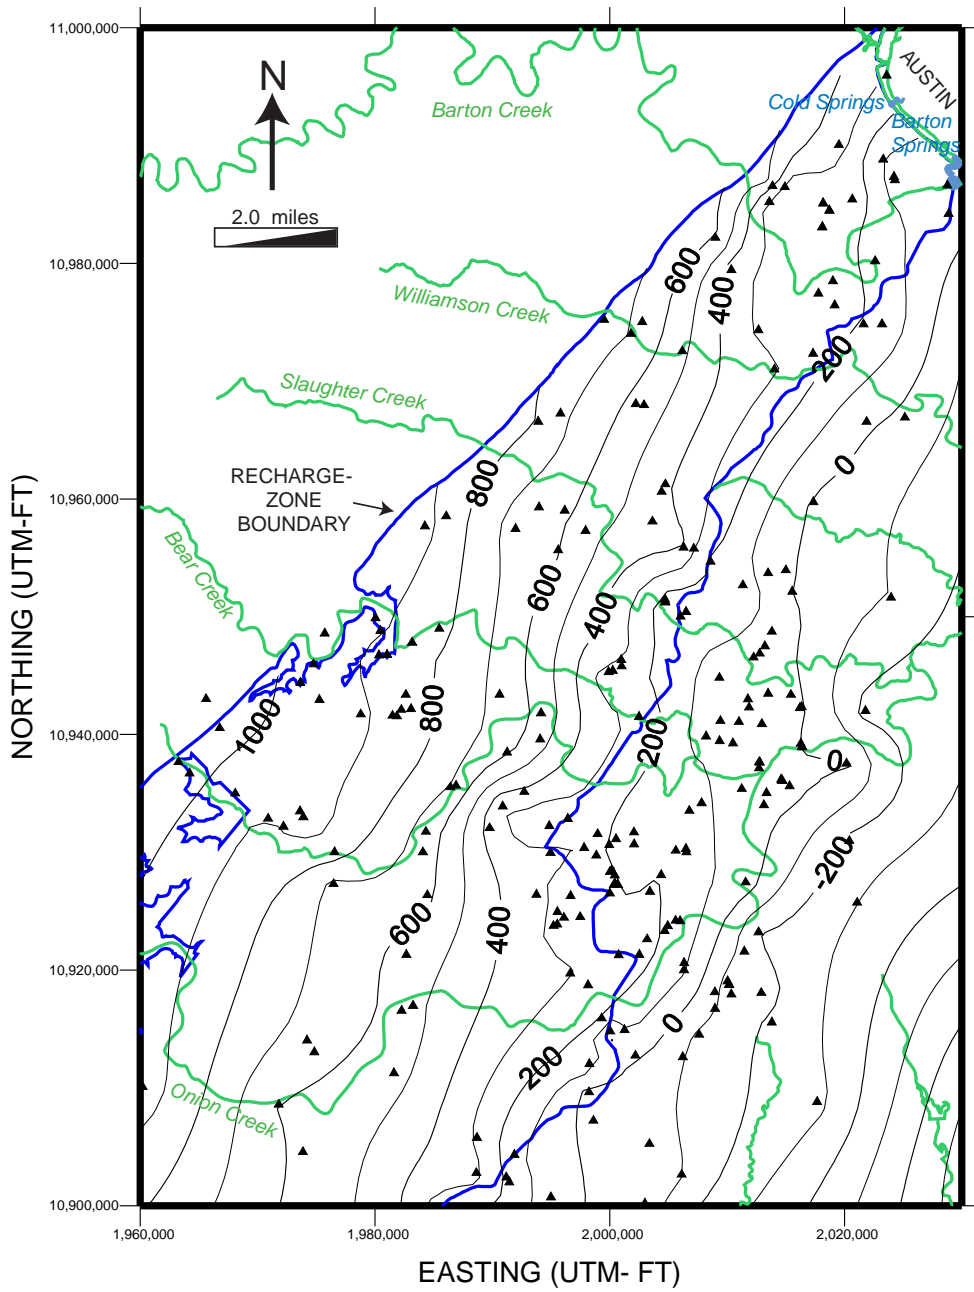 11,000,000
AUSTIN
N
Cold Springs
Barton Creek
Barton
Springs
2.0 miles
10,980,000
600
400
Williamson Creek
200
Slaughter Creek
0
800
RECHARGE-
ZONE
BOUNDARY
10,960,000
Bear Creek
600
400
NORTHING (UTM-FT)
800
1000
200
10,940,000
0
-200
600
400
10,920,000
0
200
Onion Creek
10,900,000
1,960,000
1,980,000
2,000,000
2,020,000
EASTING (UTM- FT)